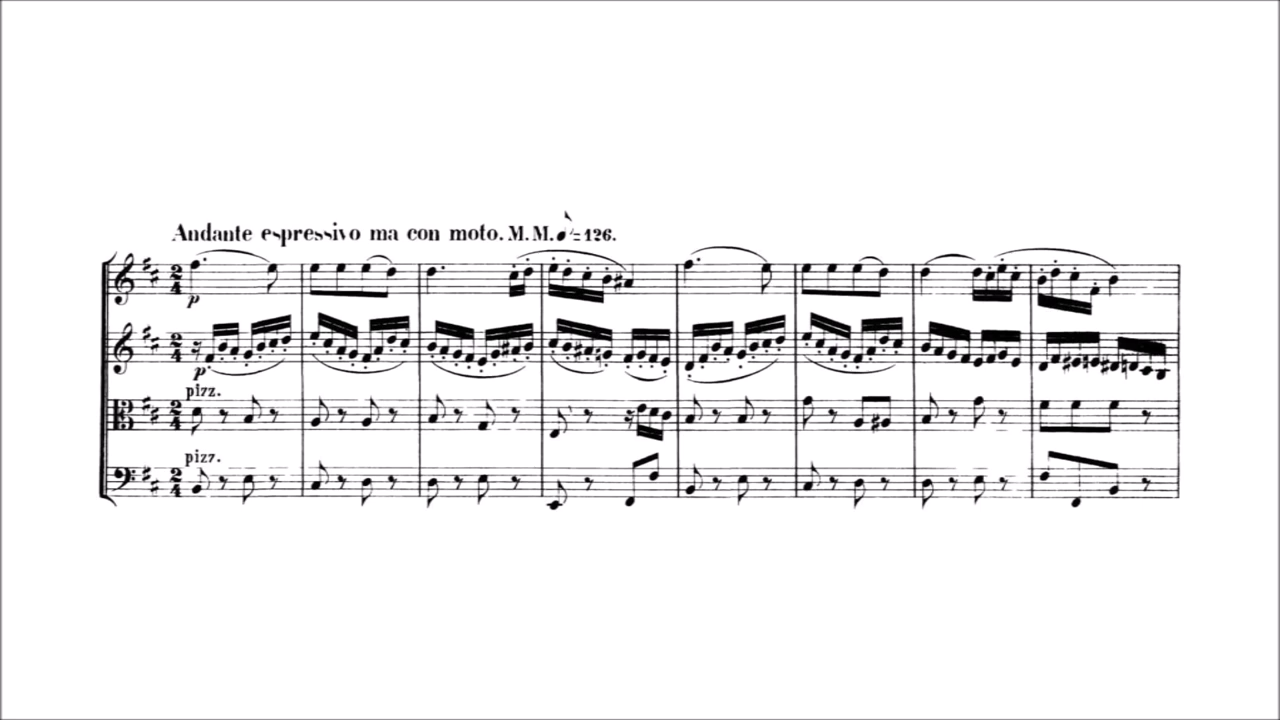 Andante espressivo ma con moto. M. M. ♪ = 126.
p
p
pizz.
pizz.